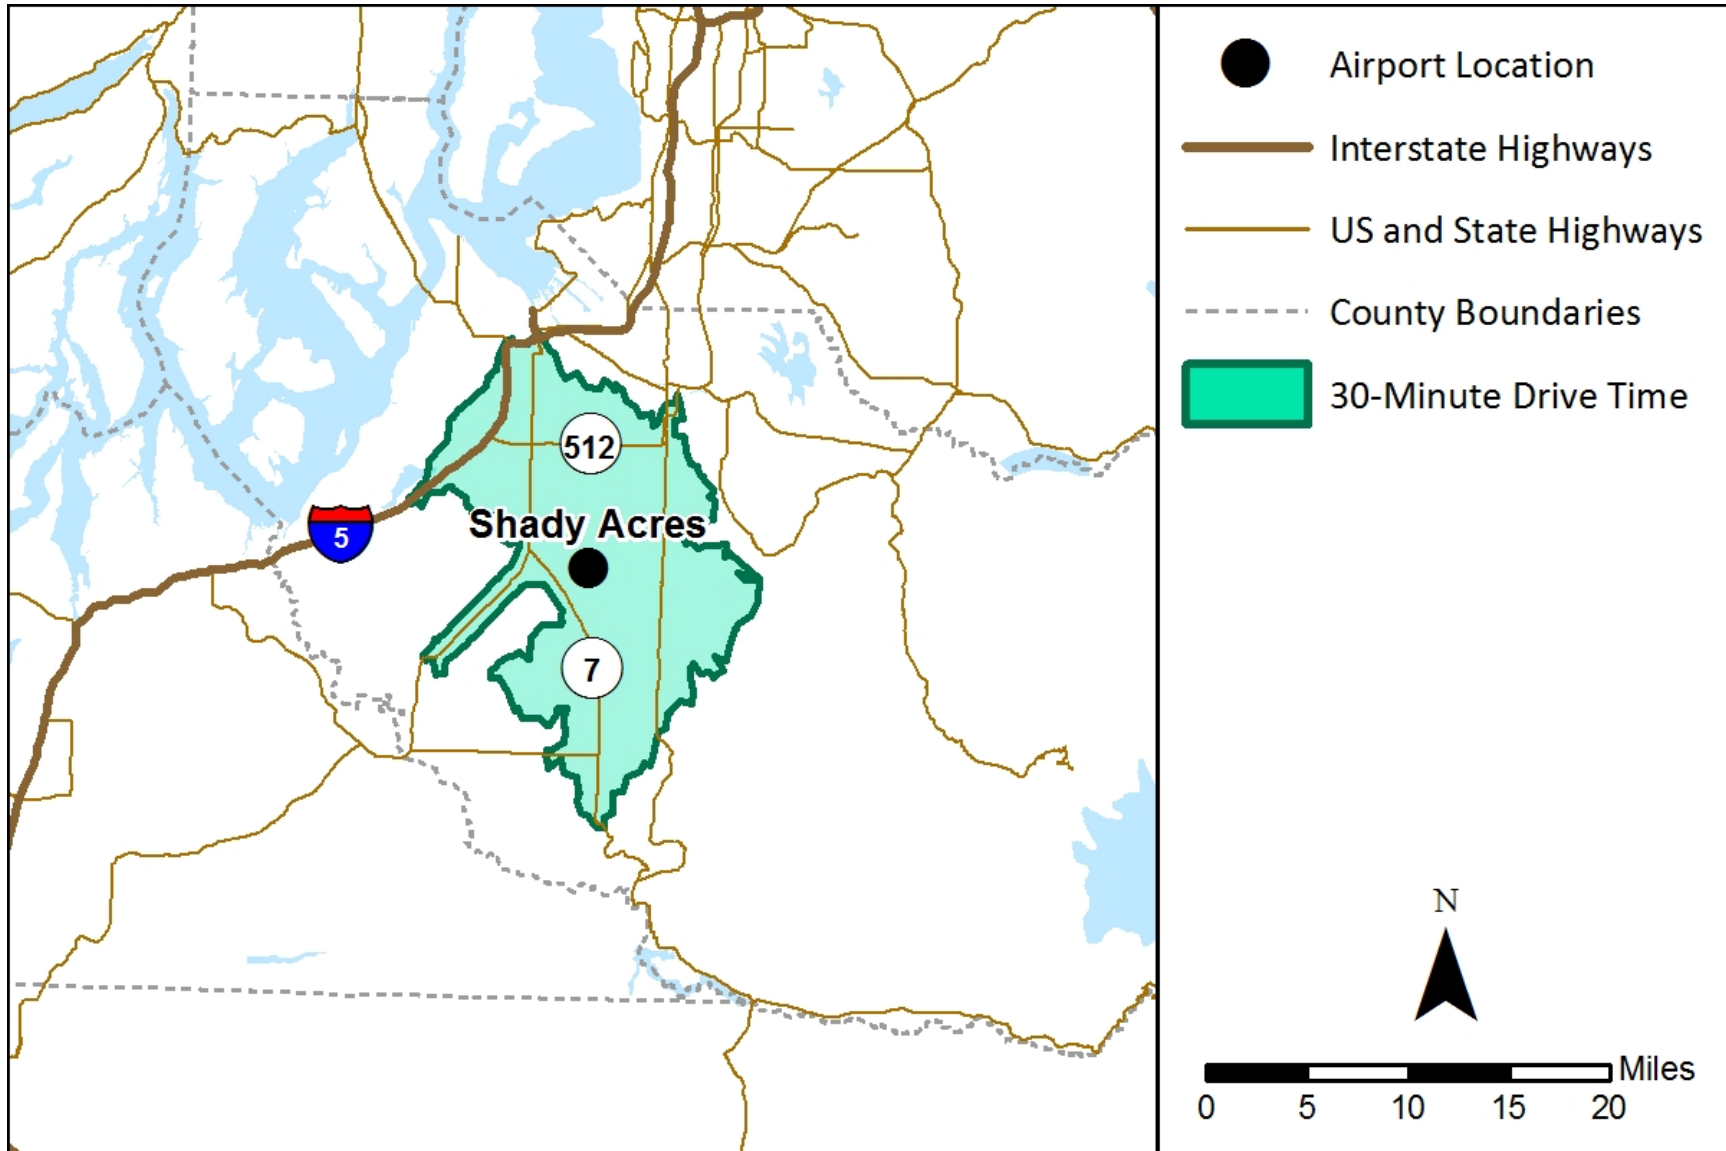 Airport Location
Interstate Highways
US and State Highways
County Boundaries
30-Minute Drive Time
512
Shady Acres
5
7
N
Miles
0 5 10 15 20